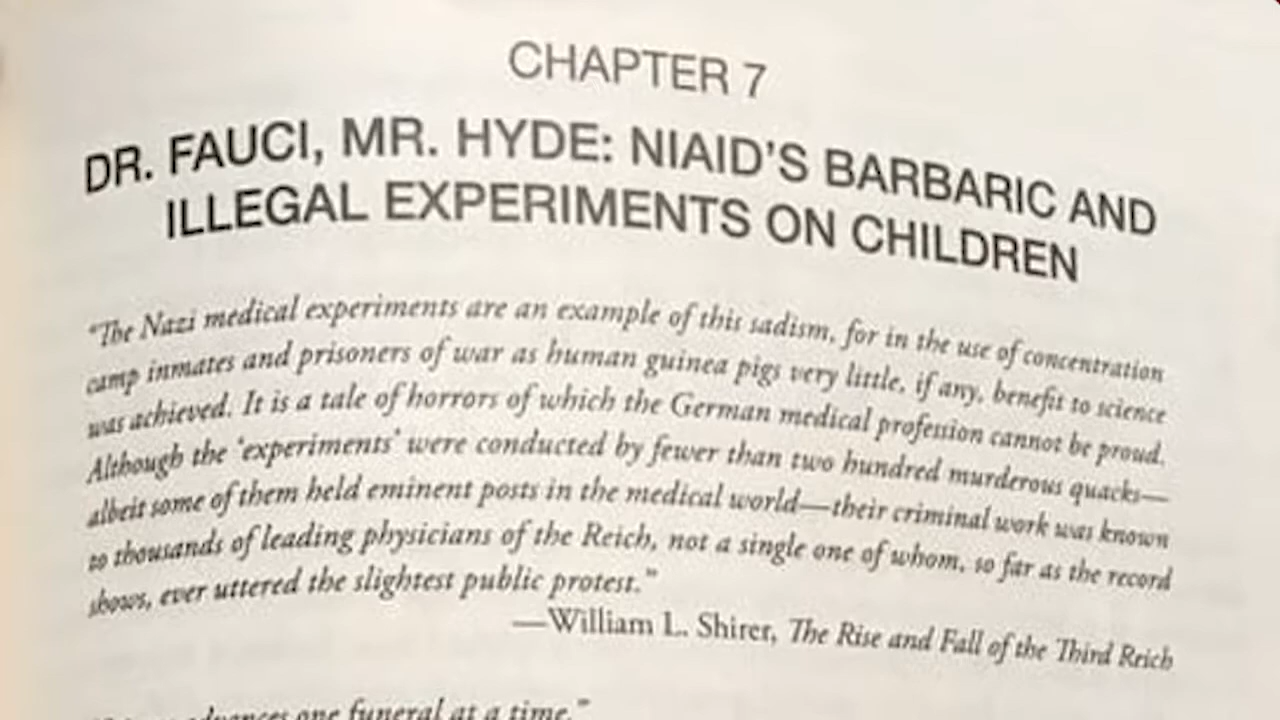 CHAPTER 7
DR. FAUCI, MR. HYDE: NIAID'S BARBARIC AND
ILLEGAL EXPERIMENTS ON CHILDREN
“The Nazi medical experiments are an example of this sadism, for in the use of concentration
camp inmates and prisoners of war as human guinea pigs very little, if any, benefit to science
was achieved. It is a tale of horrors of which the German medical profession cannot be proud.
Although the ‘experiments’ were conducted by fewer than two hundred murderous quacks—
albeit some of them held eminent posts in the medical world—their criminal work was known
to thousands of leading physicians of the Reich, not a single one of whom, so far as the record
shows, ever uttered the slightest public protest.”
—William L. Shirer, The Rise and Fall of the Third Reich
advances one funeral at a time.”